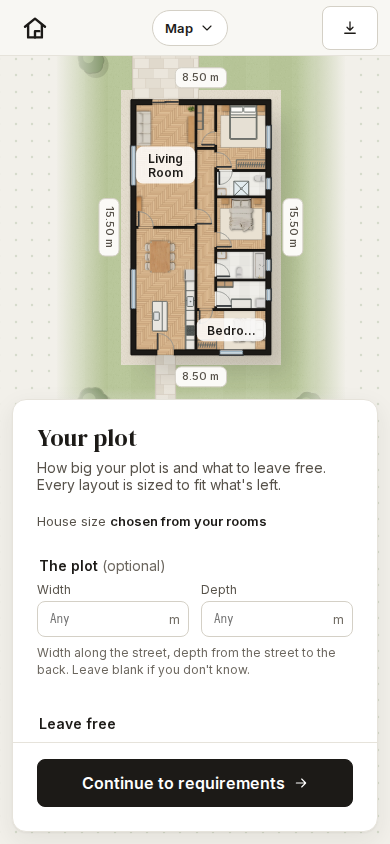 Map
8.50 m
Living
Room
15.50 m
15.50 m
Bedro...
8.50 m
Your plot
How big your plot is and what to leave free.
Every layout is sized to fit what's left.
House size chosen from your rooms
The plot (optional)
Width
Depth
Any m
Any m
Width along the street, depth from the street to the
back. Leave blank if you don't know.
Leave free
Continue to requirements →